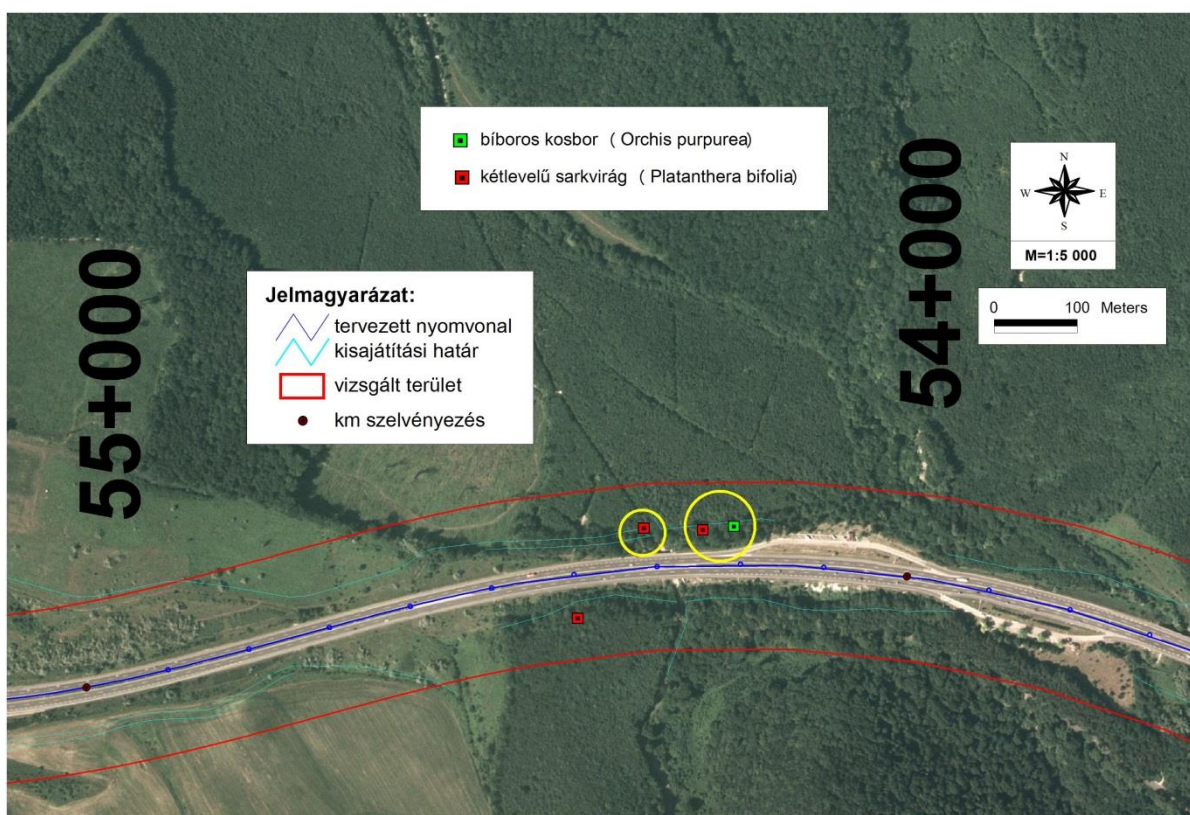 bíboros kosbor ( Orchis purpurea)
kétlevelű sarkvirág ( Platanthera bifolia)
54+000
N
W E
S
M=1:5 000
0 100 Meters
55+000
Jelmagyarázat:
tervezett nyomvonal
kisajátítási határ
vizsgált terület
km szelvényezés